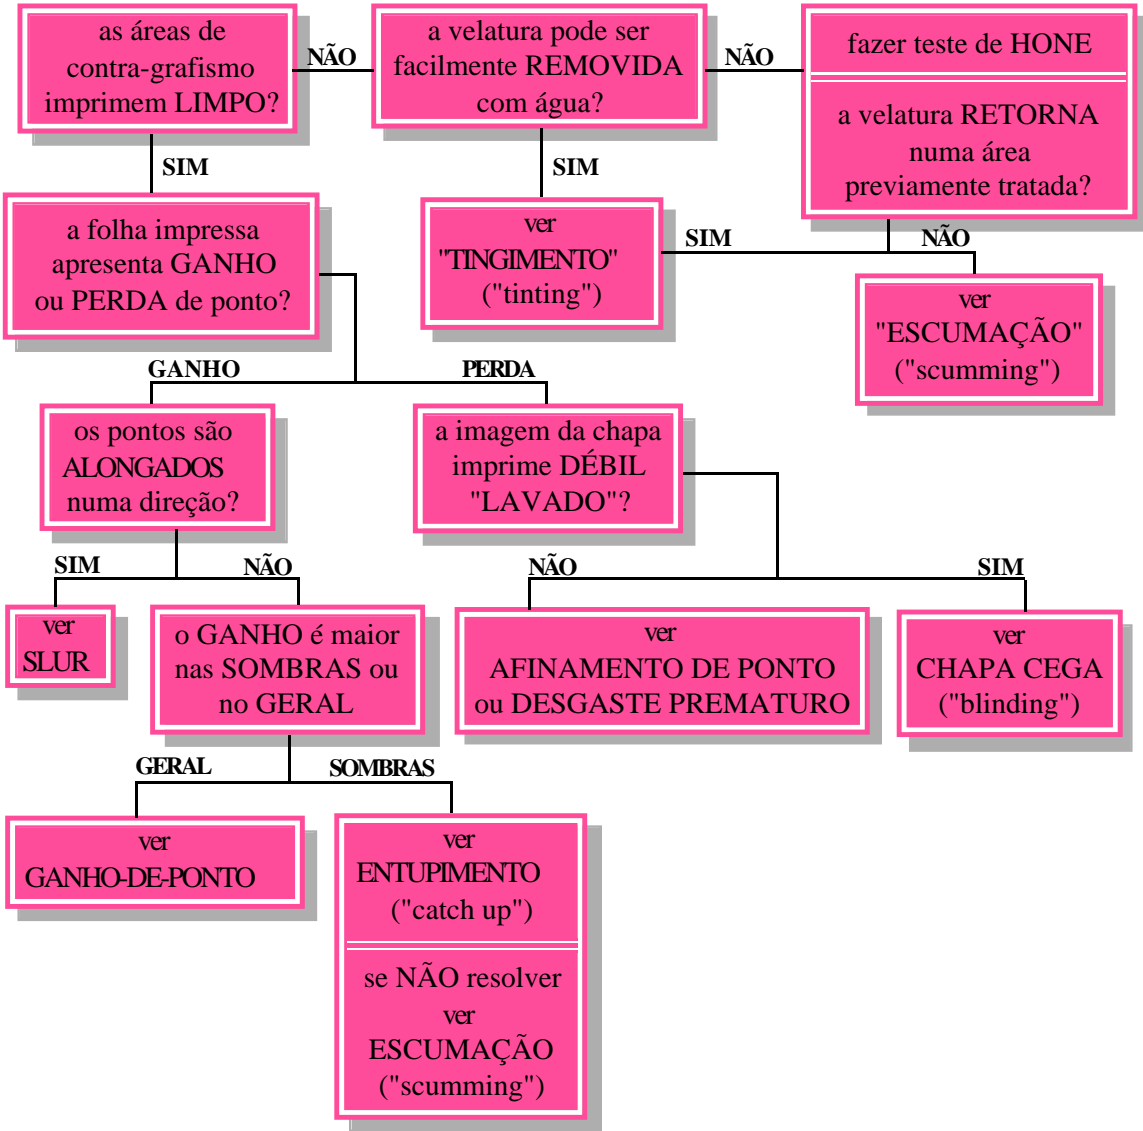 as áreas de
contra-grafismo
imprimem LIMPO?
NÃO
a velatura pode ser
facilmente REMOVIDA
com água?
NÃO
fazer teste de HONE
a velatura RETORNA
numa área
previamente tratada?
SIM
SIM
a folha impressa
apresenta GANHO
ou PERDA de ponto?
ver
"TINGIMENTO"
("tinting")
SIM
NÃO
ver
"ESCUMAÇÃO"
("scumming")
GANHO
PERDA
os pontos são
ALONGADOS
numa direção?
a imagem da chapa
imprime DÉBIL
"LAVADO"?
SIM
NÃO
NÃO
SIM
ver
SLUR
o GANHO é maior
nas SOMBRAS ou
no GERAL
ver
AFINAMENTO DE PONTO
ou DESGASTE PREMATURO
ver
CHAPA CEGA
("blinding")
GERAL
SOMBRAS
ver
GANHO-DE-PONTO
ver
ENTUPIMENTO
("catch up")
se NÃO resolver
ver
ESCUMAÇÃO
("scumming")